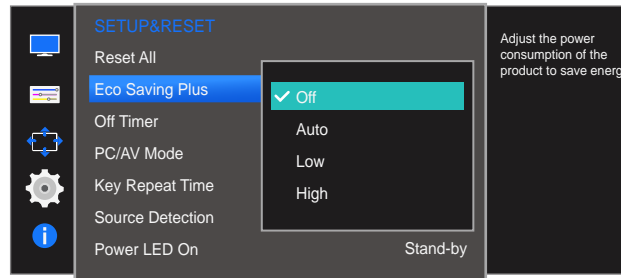 SETUP&RESET
Reset All
Eco Saving Plus
Off Timer
PC/AV Mode
Key Repeat Time
Source Detection
Power LED On
Stand-by
Off
Auto
Low
High
Adjust the power
consumption of the
product to save energ
i